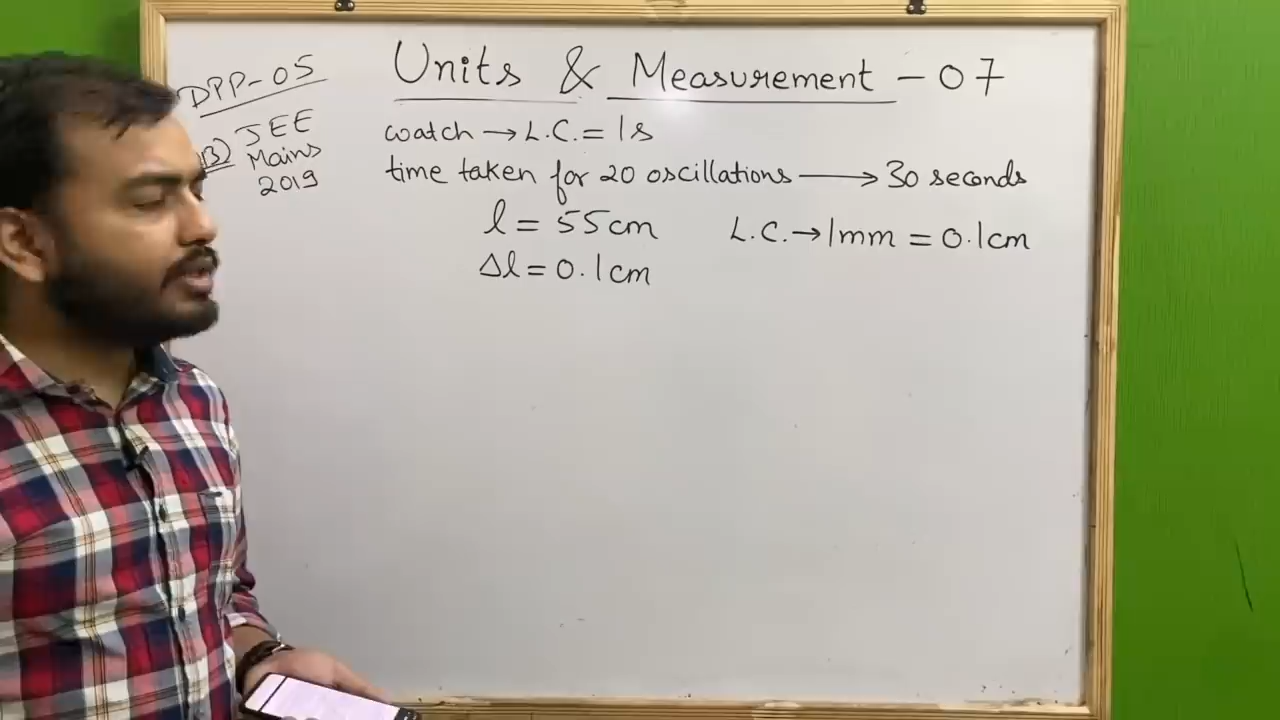 Units & Measurement - 07
DPP-05
13) JEE
Mains
2019
watch → L.C. = 1s
time taken for 20 oscillations → 30 seconds
l = 55cm L.C. → 1mm = 0.1cm
Δl = 0.1cm